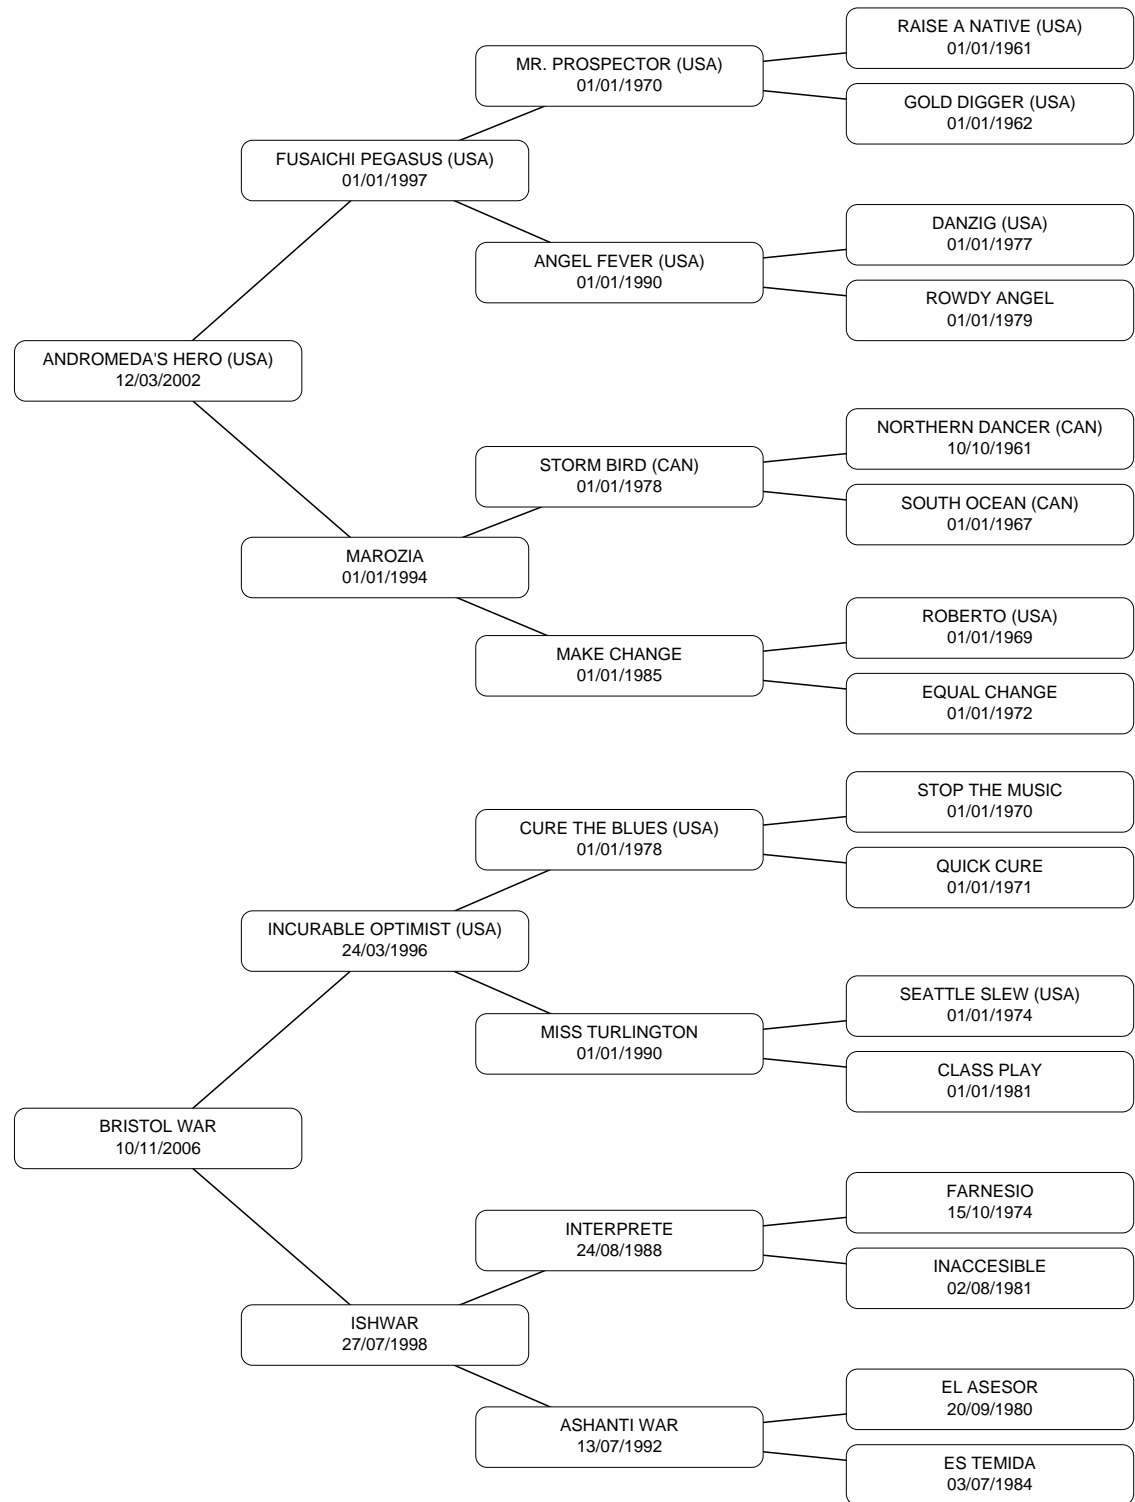 RAISE A NATIVE (USA)
01/01/1961
MR. PROSPECTOR (USA)
01/01/1970
GOLD DIGGER (USA)
01/01/1962
FUSAICHI PEGASUS (USA)
01/01/1997
DANZIG (USA)
01/01/1977
ANGEL FEVER (USA)
01/01/1990
ROWDY ANGEL
01/01/1979
ANDROMEDA'S HERO (USA)
12/03/2002
NORTHERN DANCER (CAN)
10/10/1961
STORM BIRD (CAN)
01/01/1978
SOUTH OCEAN (CAN)
01/01/1967
MAROZIA
01/01/1994
ROBERTO (USA)
01/01/1969
MAKE CHANGE
01/01/1985
EQUAL CHANGE
01/01/1972
STOP THE MUSIC
01/01/1970
CURE THE BLUES (USA)
01/01/1978
QUICK CURE
01/01/1971
INCURABLE OPTIMIST (USA)
24/03/1996
SEATTLE SLEW (USA)
01/01/1974
MISS TURLINGTON
01/01/1990
CLASS PLAY
01/01/1981
BRISTOL WAR
10/11/2006
FARNESIO
15/10/1974
INTERPRETE
24/08/1988
INACCESIBLE
02/08/1981
ISHWAR
27/07/1998
EL ASESOR
20/09/1980
ASHANTI WAR
13/07/1992
ES TEMIDA
03/07/1984